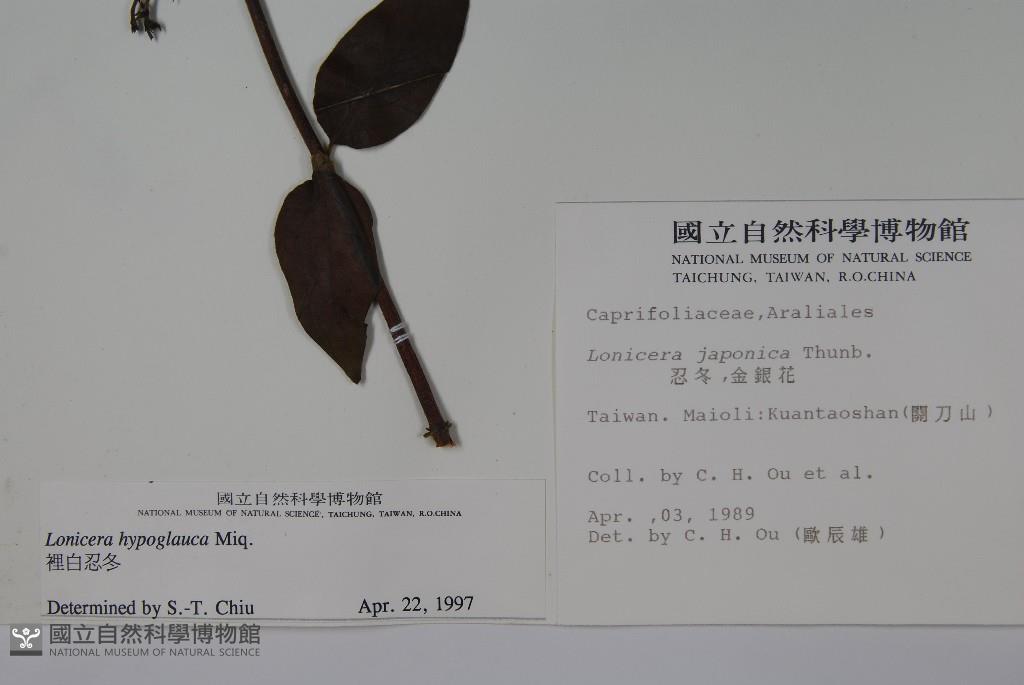 國立自然科學博物館
NATIONAL MUSEUM OF NATURAL SCIENCE
TAICHUNG, TAIWAN, R.O.CHINA
Caprifoliaceae,Araliales
Lonicera japonica Thunb.
忍冬,金銀花
Taiwan. Maioli:Kuantaoshan(關刀山)
Coll. by C. H. Ou et al.
Apr. ,03, 1989
Det. by C. H. Ou (歐辰雄)
國立自然科學博物館
NATIONAL MUSEUM OF NATURAL SCIENCE, TAICHUNG, TAIWAN, R.O.CHINA
Lonicera hypoglauca Miq.
裡白忍冬
Determined by S.-T. Chiu Apr. 22, 1997
國立自然科學博物館
NATIONAL MUSEUM OF NATURAL SCIENCE